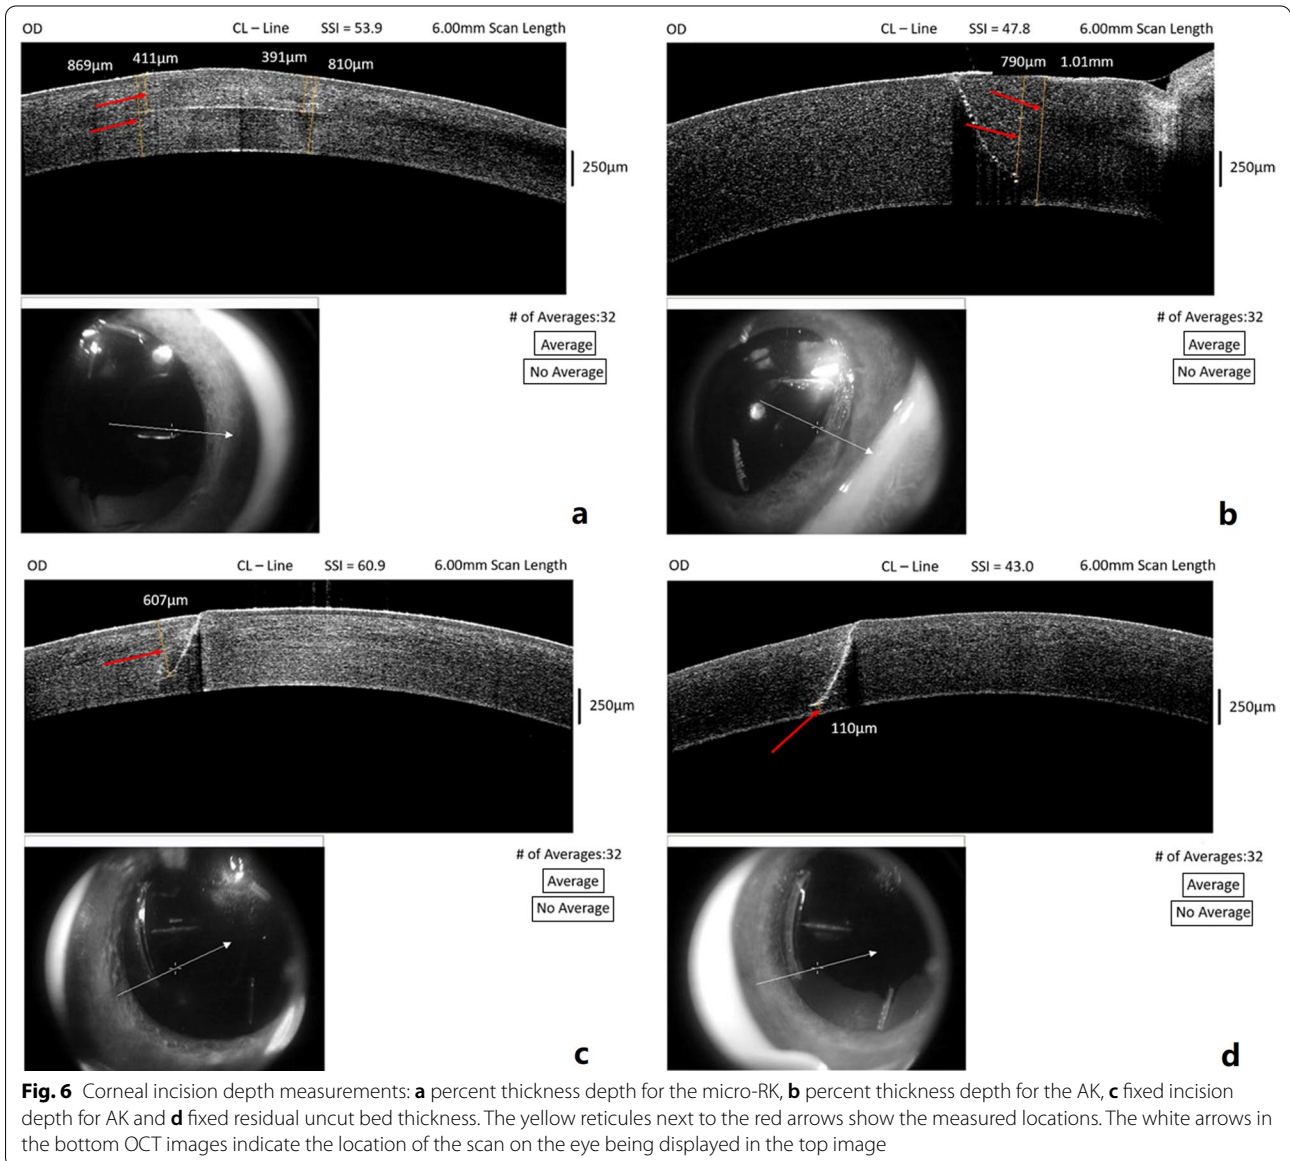 OD CL – Line SSI = 53.9 6.00mm Scan Length
869µm 411µm 391µm 810µm
250µm
# of Averages:32
Average
No Average
a
OD CL – Line SSI = 47.8 6.00mm Scan Length
790µm 1.01mm
250µm
# of Averages:32
Average
No Average
b
OD CL – Line SSI = 60.9 6.00mm Scan Length
607µm
250µm
# of Averages:32
Average
No Average
c
OD CL – Line SSI = 43.0 6.00mm Scan Length
110µm
250µm
# of Averages:32
Average
No Average
d
Fig. 6 Corneal incision depth measurements: a percent thickness depth for the micro-RK, b percent thickness depth for the AK, c fixed incision
depth for AK and d fixed residual uncut bed thickness. The yellow reticules next to the red arrows show the measured locations. The white arrows in
the bottom OCT images indicate the location of the scan on the eye being displayed in the top image